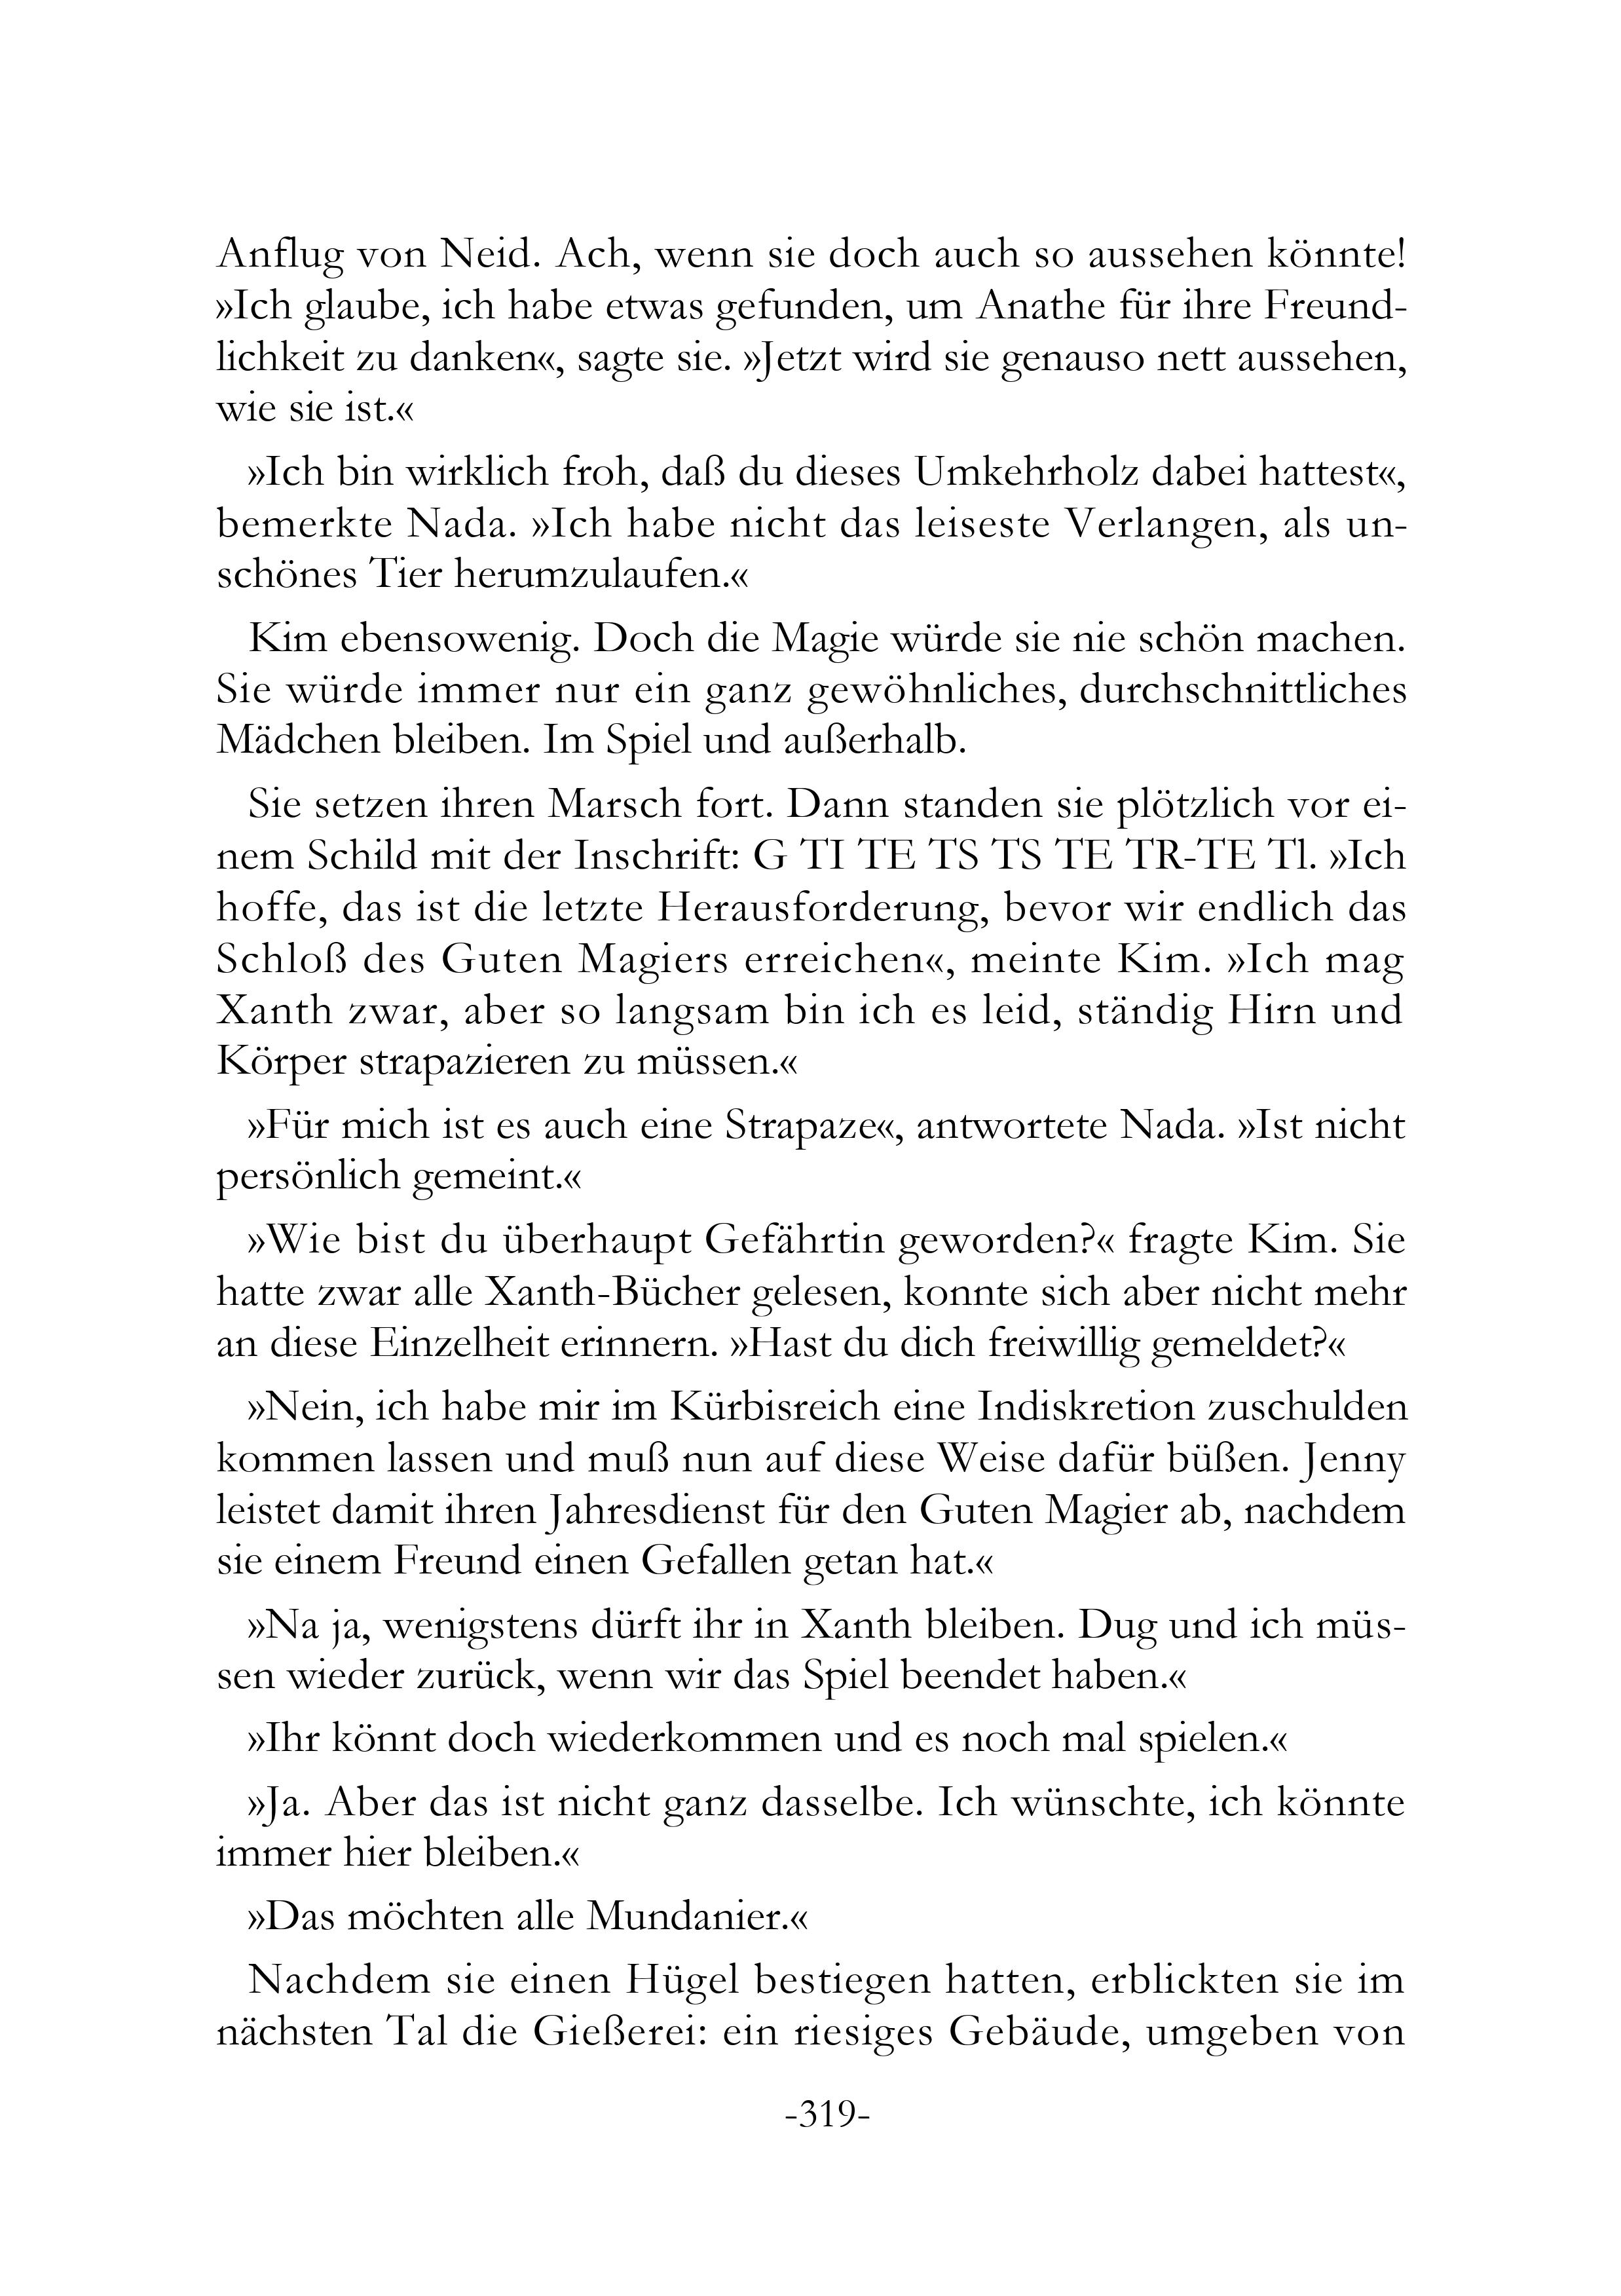 Anflug von Neid. Ach, wenn sie doch auch so aussehen könnte!
»Ich glaube, ich habe etwas gefunden, um Anathe für ihre Freund-
lichkeit zu danken«, sagte sie. »Jetzt wird sie genauso nett aussehen,
wie sie ist.«
»Ich bin wirklich froh, daß du dieses Umkehrholz dabei hattest«,
bemerkte Nada. »Ich habe nicht das leiseste Verlangen, als un-
schönes Tier herumzulaufen.«
Kim ebensowenig. Doch die Magie würde sie nie schön machen.
Sie würde immer nur ein ganz gewöhnliches, durchschnittliches
Mädchen bleiben. Im Spiel und außerhalb.
Sie setzen ihren Marsch fort. Dann standen sie plötzlich vor ei-
nem Schild mit der Inschrift: G TI TE TS TS TE TR-TE Tl. »Ich
hoffe, das ist die letzte Herausforderung, bevor wir endlich das
Schloß des Guten Magiers erreichen«, meinte Kim. »Ich mag
Xanth zwar, aber so langsam bin ich es leid, ständig Hirn und
Körper strapazieren zu müssen.«
»Für mich ist es auch eine Strapaze«, antwortete Nada. »Ist nicht
persönlich gemeint.«
»Wie bist du überhaupt Gefährtin geworden?« fragte Kim. Sie
hatte zwar alle Xanth-Bücher gelesen, konnte sich aber nicht mehr
an diese Einzelheit erinnern. »Hast du dich freiwillig gemeldet?«
»Nein, ich habe mir im Kürbisreich eine Indiskretion zuschulden
kommen lassen und muß nun auf diese Weise dafür büßen. Jenny
leistet damit ihren Jahresdienst für den Guten Magier ab, nachdem
sie einem Freund einen Gefallen getan hat.«
»Na ja, wenigstens dürft ihr in Xanth bleiben. Dug und ich müs-
sen wieder zurück, wenn wir das Spiel beendet haben.«
»Ihr könnt doch wiederkommen und es noch mal spielen.«
»Ja. Aber das ist nicht ganz dasselbe. Ich wünschte, ich könnte
immer hier bleiben.«
»Das möchten alle Mundanier.«
Nachdem sie einen Hügel bestiegen hatten, erblickten sie im
nächsten Tal die Gießerei: ein riesiges Gebäude, umgeben von
-319-